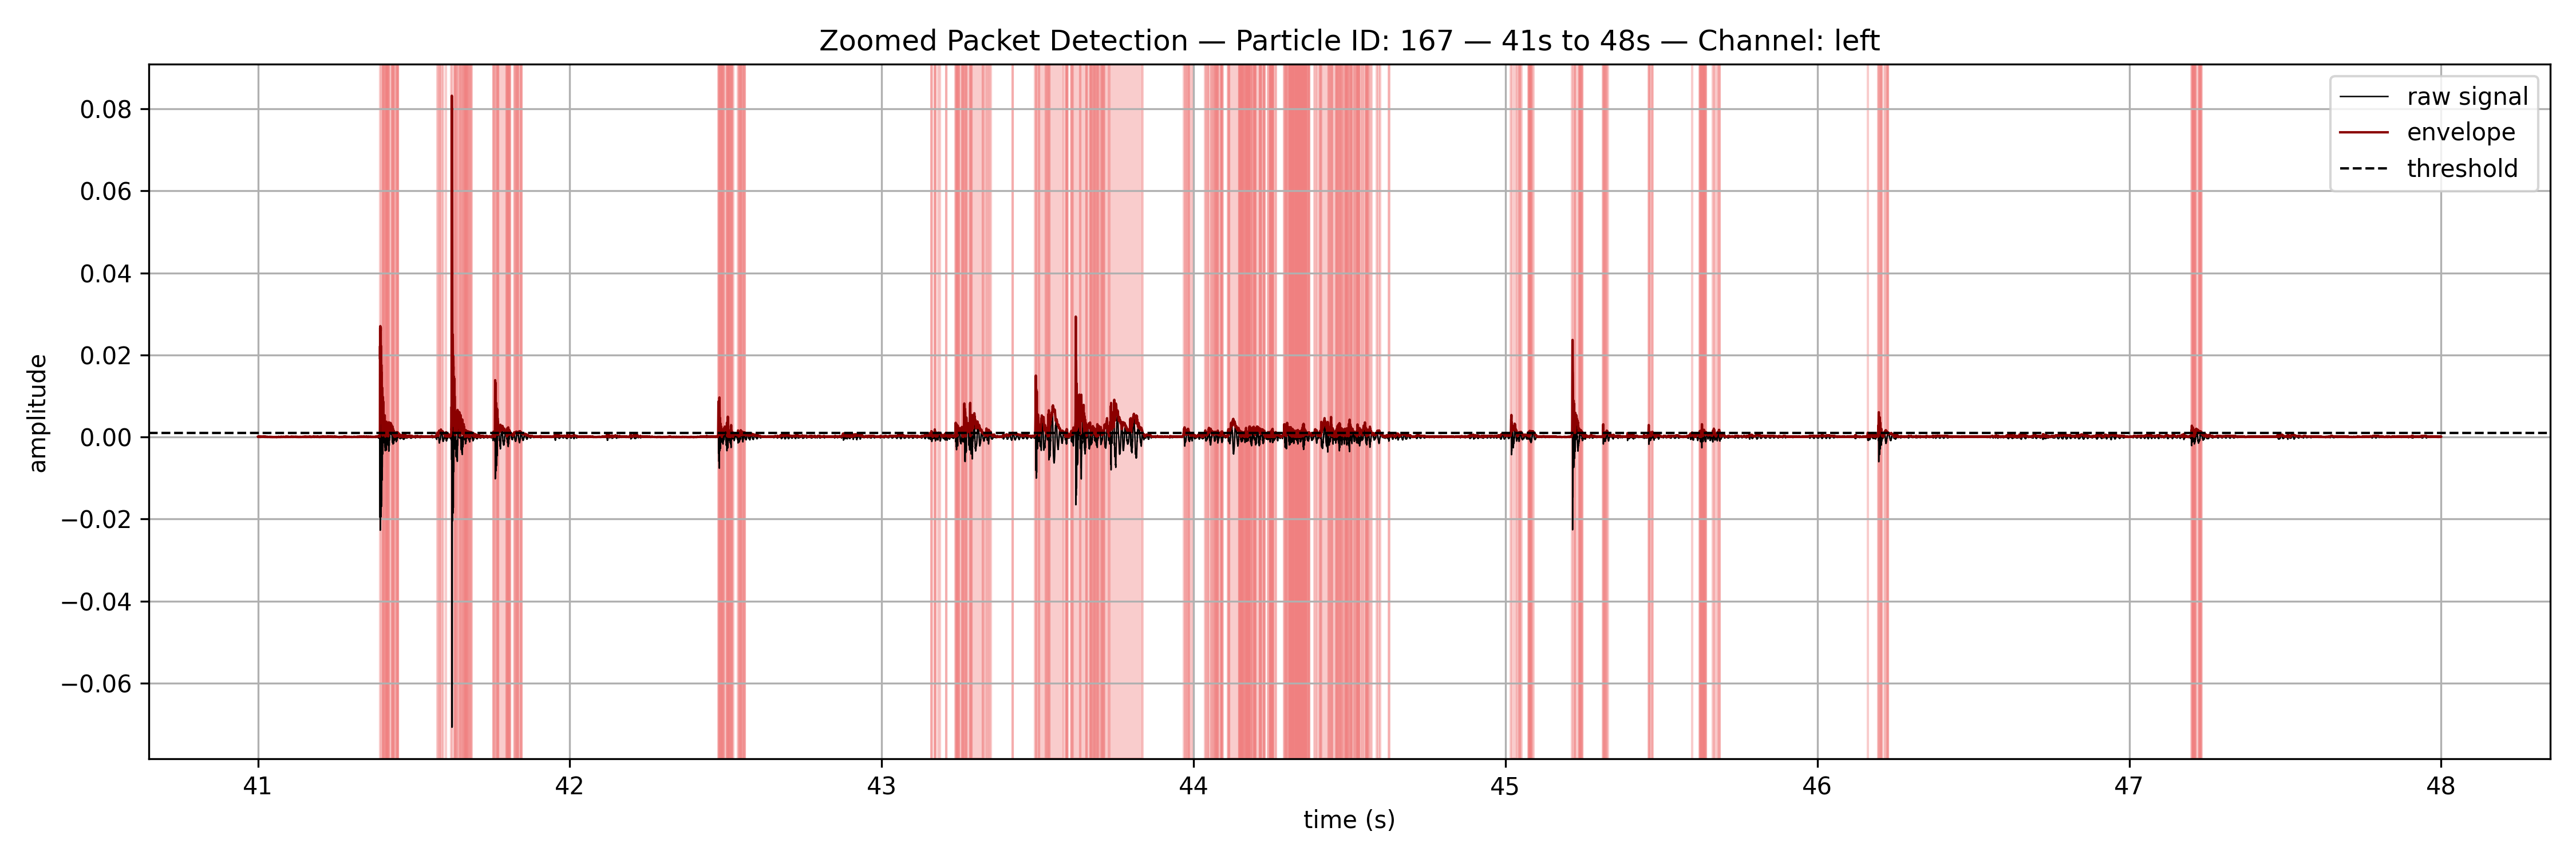 Zoomed Packet Detection — Particle ID: 167 — 41s to 48s — Channel: left
raw signal
envelope
threshold
amplitude
0.08
0.06
0.04
0.02
0.00
−0.02
−0.04
−0.06
41 42 43 44 45 46 47 48
time (s)